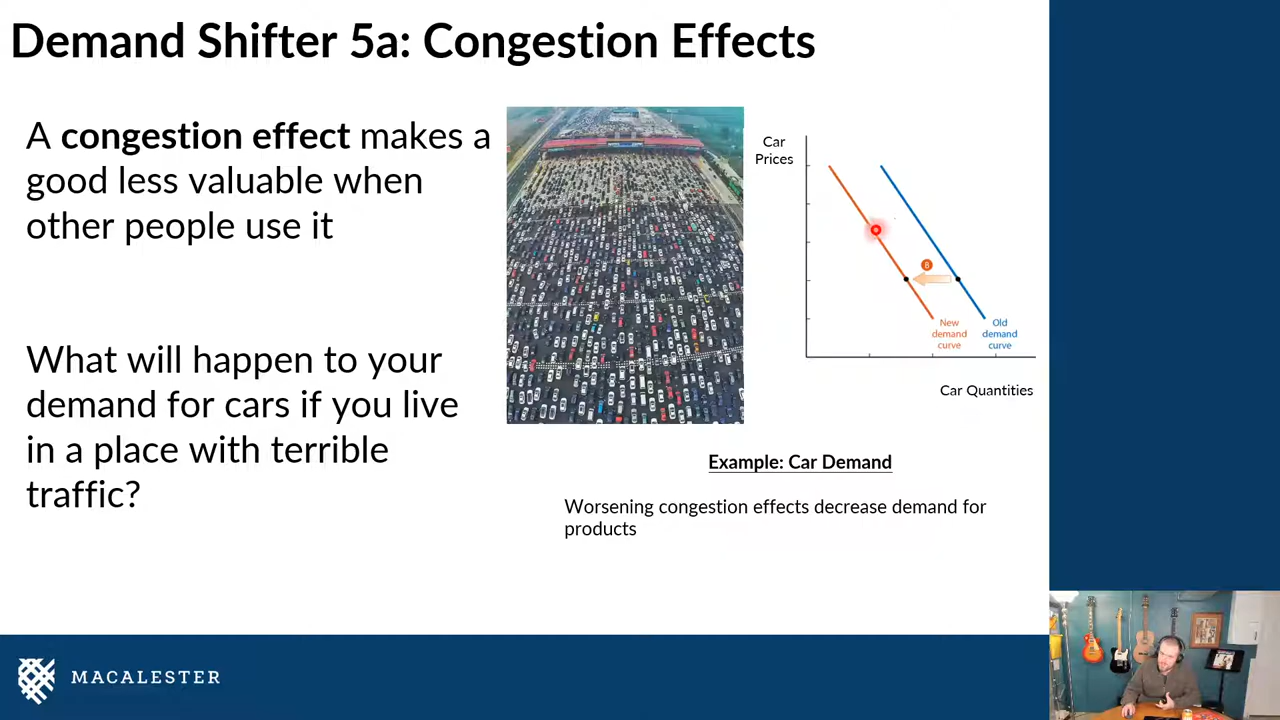 Demand Shifter 5a: Congestion Effects
A congestion effect makes a
good less valuable when
other people use it
What will happen to your
demand for cars if you live
in a place with terrible
traffic?
Car
Prices
B
New
demand
curve
Old
demand
curve
Car Quantities
Example: Car Demand
Worsening congestion effects decrease demand for
products
MACALESTER